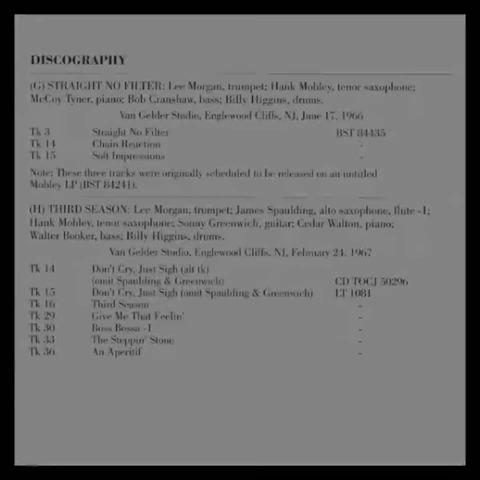 DISCOGRAPHY
(G) STRAIGHT NO FILTER: Lee Morgan, trumpet; Hank Mobley, tenor saxophone;
McCoy Tyner, piano; Bob Cranshaw, bass; Billy Higgins, drums.
Van Gelder Studio, Englewood Cliffs, NJ, June 17, 1966
Tk 3 Straight No Filter BST 84435
Tk 14 Chain Reaction -
Tk 15 Soft Impressions -
Note: These three tracks were originally scheduled to be released on an untitled
Mobley LP (BST 84241).
(H) THIRD SEASON: Lee Morgan, trumpet; James Spaulding, alto saxophone, flute -1;
Hank Mobley, tenor saxophone; Sonny Greenwich, guitar; Cedar Walton, piano;
Walter Booker, bass; Billy Higgins, drums.
Van Gelder Studio, Englewood Cliffs, NJ, February 24, 1967
Tk 14 Don't Cry, Just Sigh (alt tk)
(omit Spaulding & Greenwich) CD TOCJ 50296
Tk 15 Don't Cry, Just Sigh (omit Spaulding & Greenwich) LT 1081
Tk 16 Third Season -
Tk 29 Give Me That Feelin' -
Tk 30 Boss Bossa -1 -
Tk 33 The Steppin' Stone -
Tk 36 An Aperitif -